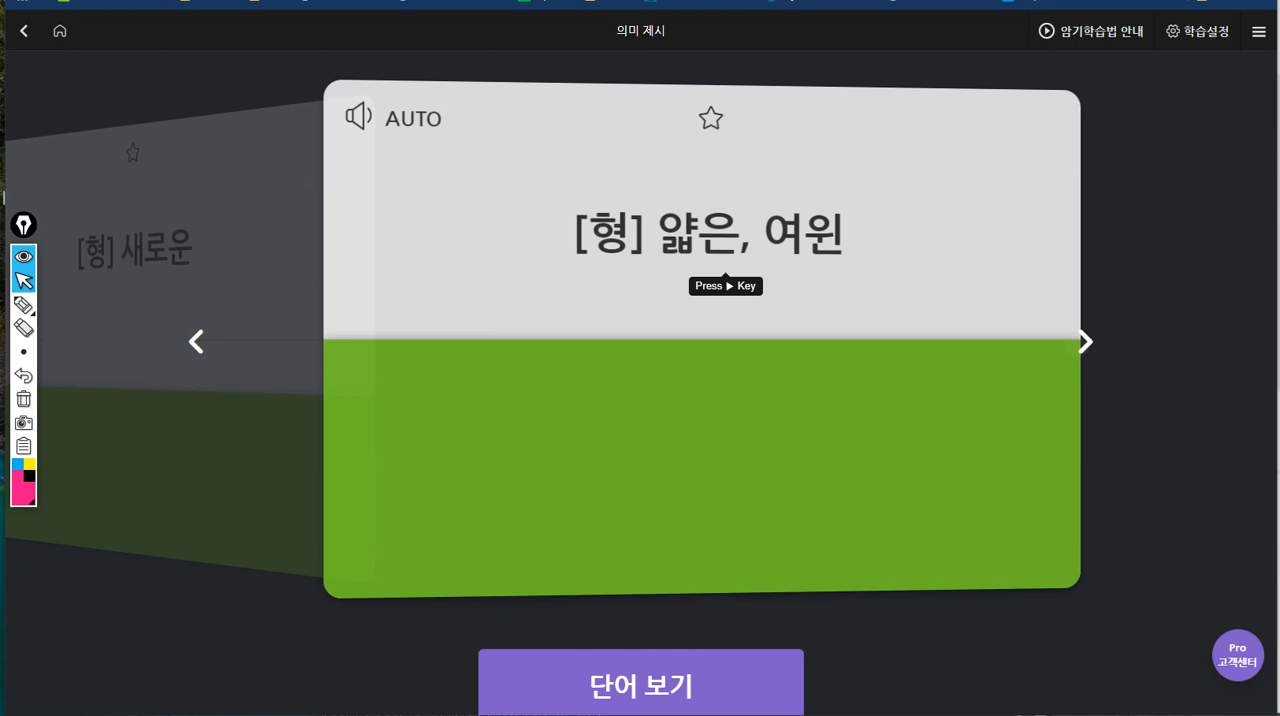 의미 제시
암기학습법 안내
학습설정
AUTO
[형] 새로운
[형] 얇은, 여윈
Press ▶ Key
Pro
고객센터
단어 보기